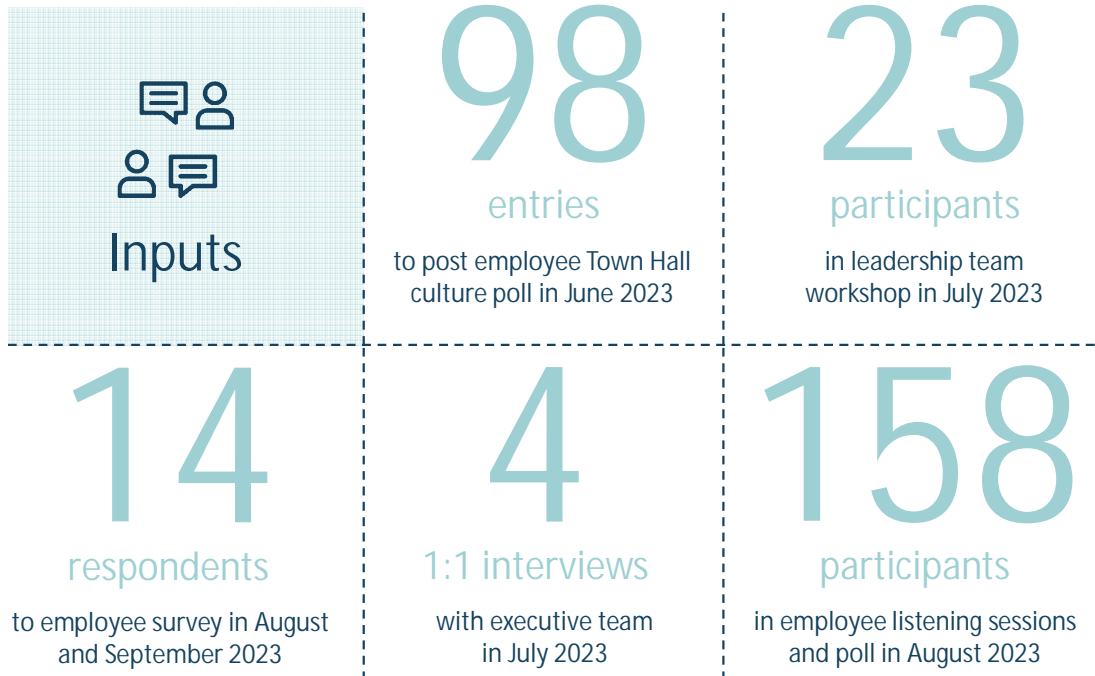 Inputs
98
entries
to post employee Town Hall
culture poll in June 2023
23
participants
in leadership team
workshop in July 2023
14
respondents
to employee survey in August
and September 2023
4
1:1 interviews
with executive team
in July 2023
158
participants
in employee listening sessions
and poll in August 2023